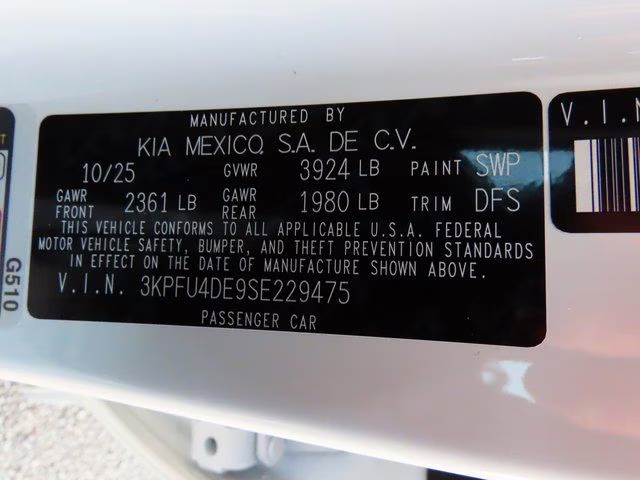 MANUFACTURED BY
KIA MEXICO S.A. DE C.V.
10/25 GVWR 3924 LB PAINT SWP
GAWR FRONT 2361 LB GAWR REAR 1980 LB TRIM DFS
THIS VEHICLE CONFORMS TO ALL APPLICABLE U.S.A. FEDERAL
MOTOR VEHICLE SAFETY, BUMPER, AND THEFT PREVENTION STANDARDS
IN EFFECT ON THE DATE OF MANUFACTURE SHOWN ABOVE.
V.I.N. 3KPFU4DE9SE229475
PASSENGER CAR
G510
V.I.N